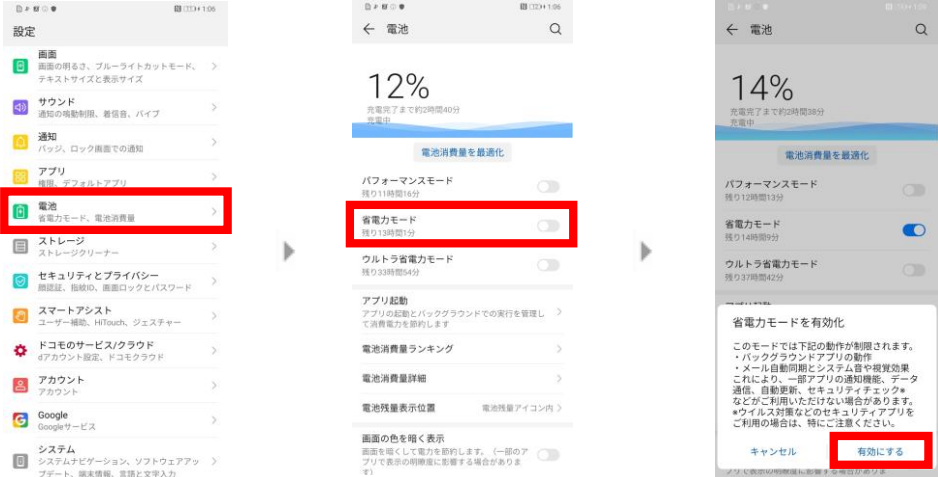 1:06
設定
画面
画面の明るさ、ブルーライトカットモード、
テキストサイズと表示サイズ
サウンド
通知の鳴動制限、着信音、バイブ
通知
バッジ、ロック画面での通知
アプリ
権限、デフォルトアプリ
電池
省電力モード、電池消費量
ストレージ
ストレージクリーナー
セキュリティとプライバシー
顔認証、指紋ID、画面ロックとパスワード
スマートアシスト
ユーザー補助、HiTouch、ジェスチャー
ドコモのサービス/クラウド
dアカウント設定、ドコモクラウド
アカウント
アカウント
Google
Googleサービス
システム
システムナビゲーション、ソフトウェアアッ
プデート、端末情報、言語と文字入力
1:06
電池
12%
充電完了まで約2時間40分
充電中
電池消費量を最適化
パフォーマンスモード
残り11時間16分
省電力モード
残り13時間1分
ウルトラ省電力モード
残り33時間54分
アプリ起動
アプリの起動とバックグラウンドでの実行を管理し
て消費電力を節約します
電池消費量ランキング
電池消費量詳細
電池残量表示位置 電池残量アイコン内
画面の色を暗く表示
画面を暗くして電力を節約します。（一部のア
プリで表示の明瞭度に影響する場合がありま
す）
電池
14%
充電完了まで約2時間38分
充電中
電池消費量を最適化
パフォーマンスモード
残り12時間13分
省電力モード
残り14時間9分
ウルトラ省電力モード
残り37時間42分
省電力モードを有効化
このモードでは下記の動作が制限されます。
・バックグラウンドアプリの動作
・メール自動同期とシステム音や視覚効果
これにより、一部アプリの通知機能、データ
通信、自動更新、セキュリティチェック※
などがご利用いただけない場合があります。
※ウイルス対策などのセキュリティアプリを
ご利用の場合は、特にご注意ください。
キャンセル 有効にする
プリで表示の明瞭度に影響する場合がありま